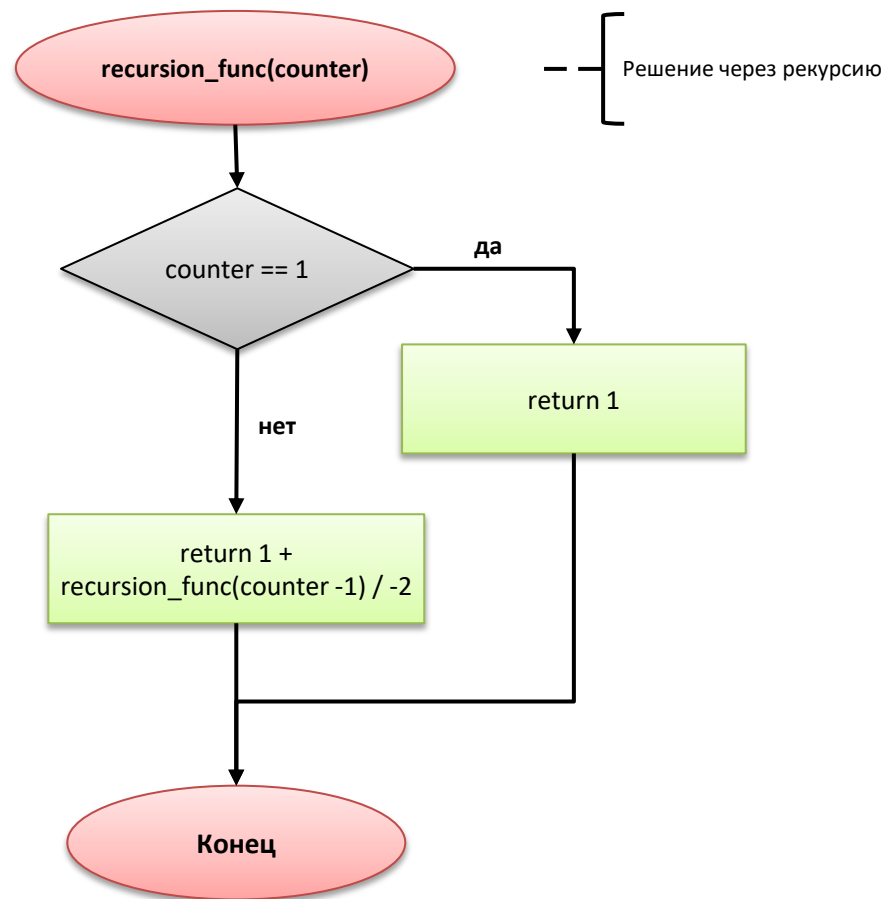 recursion_func(counter)
Решение через рекурсию
counter == 1
да
return 1
нет
return 1 +
recursion_func(counter -1) / -2
Конец